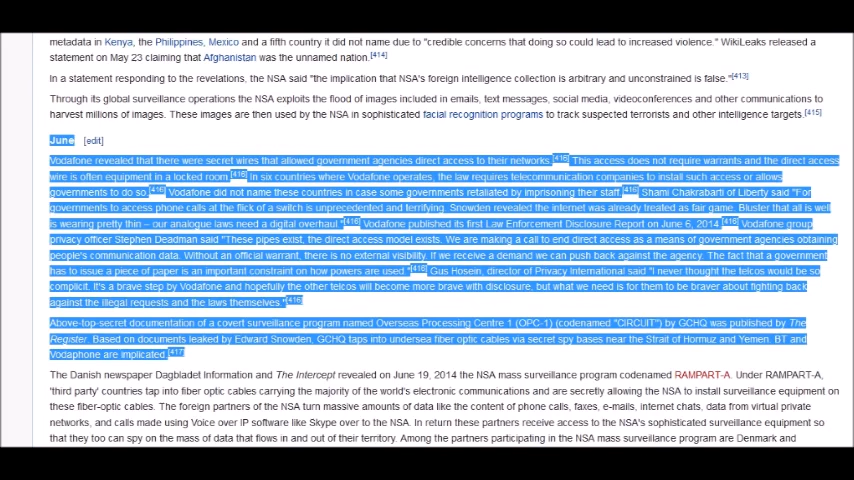 metadata in Kenya, the Philippines, Mexico and a fifth country it did not name due to "credible concerns that doing so could lead to increased violence." WikiLeaks released a
statement on May 23 claiming that Afghanistan was the unnamed nation.[414]
In a statement responding to the revelations, the NSA said "the implication that NSA's foreign intelligence collection is arbitrary and unconstrained is false."[413]
Through its global surveillance operations the NSA exploits the flood of images included in emails, text messages, social media, videoconferences and other communications to
harvest millions of images. These images are then used by the NSA in sophisticated facial recognition programs to track suspected terrorists and other intelligence targets.[415]
June [edit]
Vodafone revealed that there were secret wires that allowed government agencies direct access to their networks.[416] This access does not require warrants and the direct access
wire is often equipment in a locked room.[416] In six countries where Vodafone operates, the law requires telecommunication companies to install such access or allows
governments to do so.[416] Vodafone did not name these countries in case some governments retaliated by imprisoning their staff.[416] Shami Chakrabarti of Liberty said "For
governments to access phone calls at the flick of a switch is unprecedented and terrifying. Snowden revealed the internet was already treated as fair game. Bluster that all is well
is wearing pretty thin – our analogue laws need a digital overhaul."[416] Vodafone published its first Law Enforcement Disclosure Report on June 6, 2014.[416] Vodafone group
privacy officer Stephen Deadman said "These pipes exist, the direct access model exists. We are making a call to end direct access as a means of government agencies obtaining
people's communication data. Without an official warrant, there is no external visibility. If we receive a demand we can push back against the agency. The fact that a government
has to issue a piece of paper is an important constraint on how powers are used."[416] Gus Hosein, director of Privacy International said "I never thought the telcos would be so
complicit. It's a brave step by Vodafone and hopefully the other telcos will become more brave with disclosure, but what we need is for them to be braver about fighting back
against the illegal requests and the laws themselves."[416]
Above-top-secret documentation of a covert surveillance program named Overseas Processing Centre 1 (OPC-1) (codenamed "CIRCUIT") by GCHQ was published by The
Register. Based on documents leaked by Edward Snowden, GCHQ taps into undersea fiber optic cables via secret spy bases near the Strait of Hormuz and Yemen. BT and
Vodaphone are implicated.[417]
The Danish newspaper Dagbladet Information and The Intercept revealed on June 19, 2014 the NSA mass surveillance program codenamed RAMPART-A. Under RAMPART-A,
'third party' countries tap into fiber optic cables carrying the majority of the world's electronic communications and are secretly allowing the NSA to install surveillance equipment on
these fiber-optic cables. The foreign partners of the NSA turn massive amounts of data like the content of phone calls, faxes, e-mails, internet chats, data from virtual private
networks, and calls made using Voice over IP software like Skype over to the NSA. In return these partners receive access to the NSA's sophisticated surveillance equipment so
that they too can spy on the mass of data that flows in and out of their territory. Among the partners participating in the NSA mass surveillance program are Denmark and